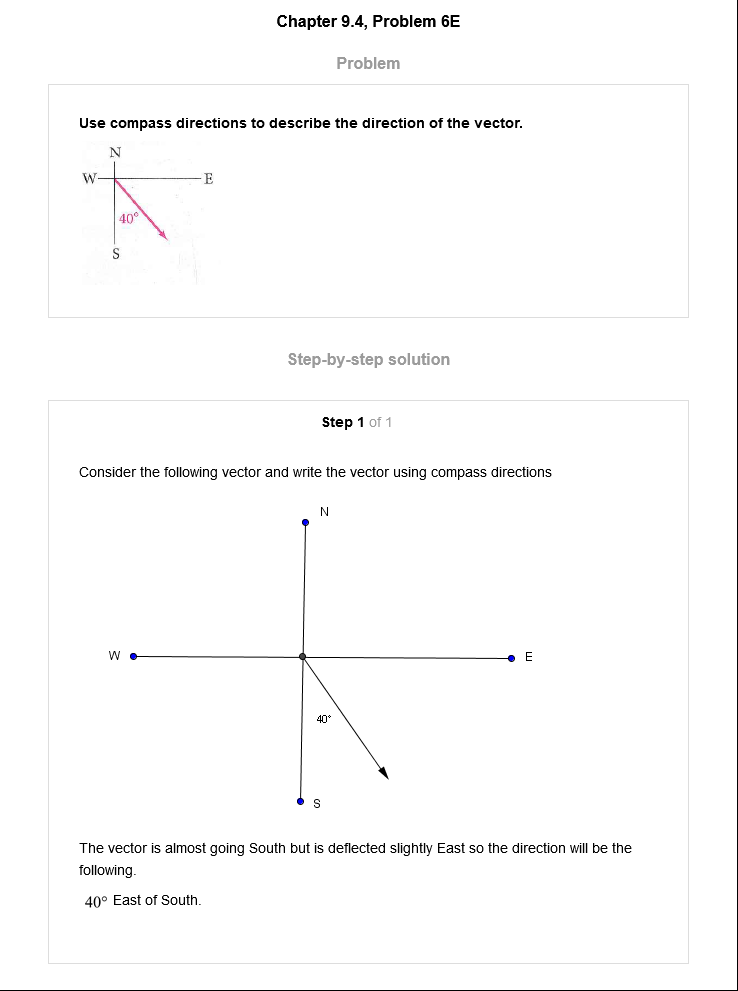 Chapter 9.4, Problem 6E
Problem
Use compass directions to describe the direction of the vector.
N
W
E
40°
S
Step-by-step solution
Step 1 of 1
Consider the following vector and write the vector using compass directions
N
W
E
40°
S
The vector is almost going South but is deflected slightly East so the direction will be the
following.
40° East of South.